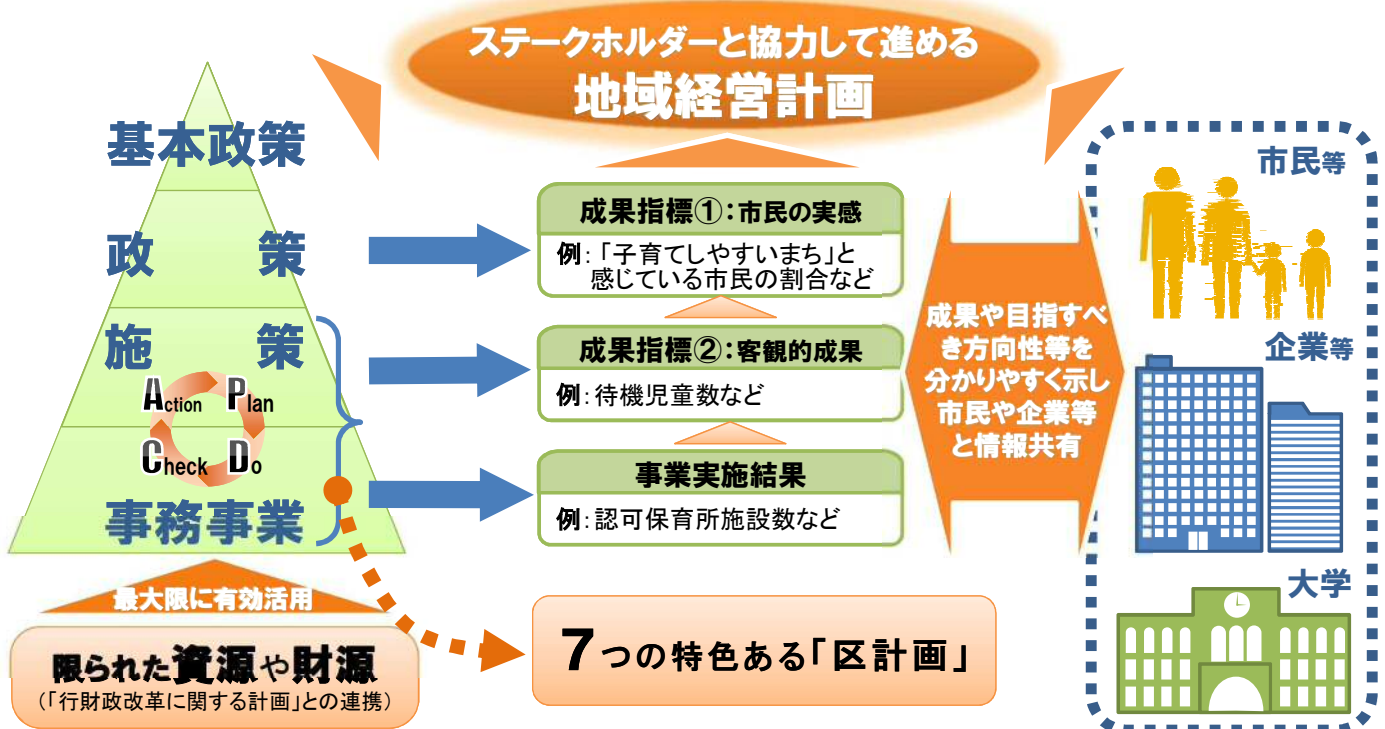 ステークホルダーと協力して進める
地域経営計画
基本政策
政　　策
施　　策
Action Plan
Check Do
事務事業
最大限に有効活用
限られた資源や財源
（「行財政改革に関する計画」との連携）
成果指標①：市民の実感
例：「子育てしやすいまち」と
感じている市民の割合など
成果指標②：客観的成果
例：待機児童数など
事業実施結果
例：認可保育所施設数など
7つの特色ある「区計画」
成果や目指すべ
き方向性等を
分かりやすく示し
市民や企業等
と情報共有
市民等
企業等
大学